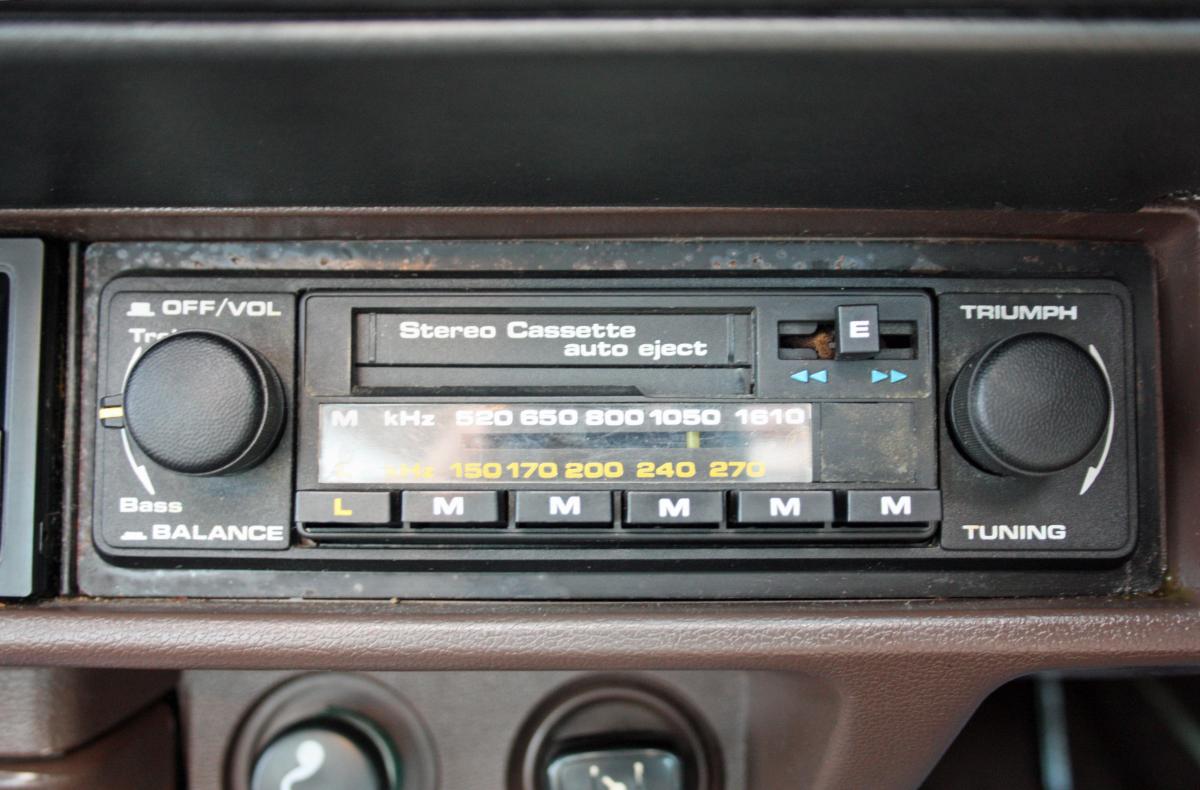 OFF/VOL
Bass
BALANCE
Stereo Cassette
auto eject
E
M kHz 520 650 800 1050 1610
kHz 150 170 200 240 270
L M M M M M
TRIUMPH
TUNING